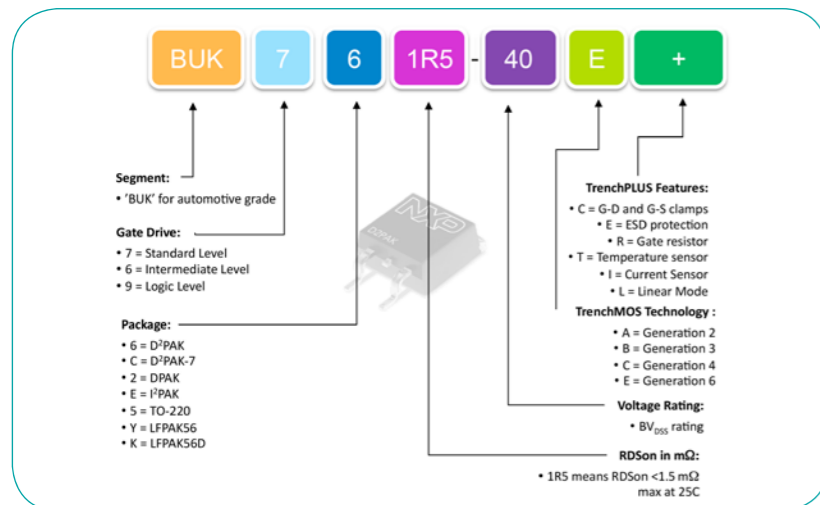 BUK 7 6 1R5 - 40 E +
Segment:
• 'BUK' for automotive grade
Gate Drive:
• 7 = Standard Level
• 6 = Intermediate Level
• 9 = Logic Level
Package:
• 6 = D²PAK
• C = D²PAK-7
• 2 = DPAK
• E = I²PAK
• 5 = TO-220
• Y = LFPAK56
• K = LFPAK56D
NXP
D2PAK
TrenchPLUS Features:
• C = G-D and G-S clamps
• E = ESD protection
• R = Gate resistor
• T = Temperature sensor
• I = Current Sensor
• L = Linear Mode
TrenchMOS Technology :
• A = Generation 2
• B = Generation 3
• C = Generation 4
• E = Generation 6
Voltage Rating:
• BVDSS rating
RDSon in mΩ:
• 1R5 means RDSon <1.5 mΩ
max at 25C